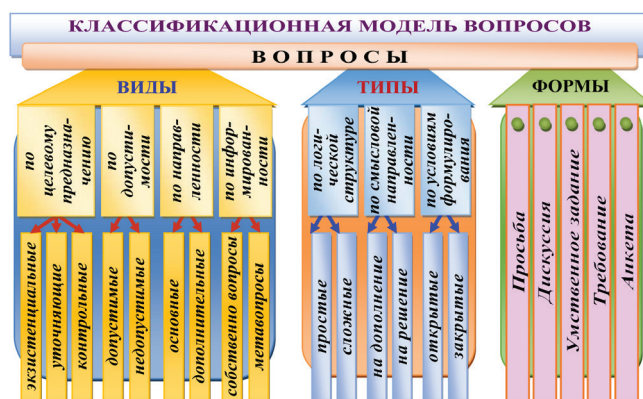 КЛАССИФИКАЦИОННАЯ МОДЕЛЬ ВОПРОСОВ
ВОПРОСЫ
ВИДЫ
по целевому предназна-
чению
по допусти-
мости
по направ-
ленности
по инфор-
мирован-
ности
экзистенциальные
уточняющие
контрольные
допустимые
недопустимые
основные
дополнительные
собственно вопросы
метавопросы
ТИПЫ
по логи-
ческой
структуре
по смысловой
направлен-
ности
по условиям
формулиро-
вания
простые
сложные
на дополнение
на решение
открытые
закрытые
ФОРМЫ
Просьба
Дискуссия
Умственное задание
Требование
Анкета